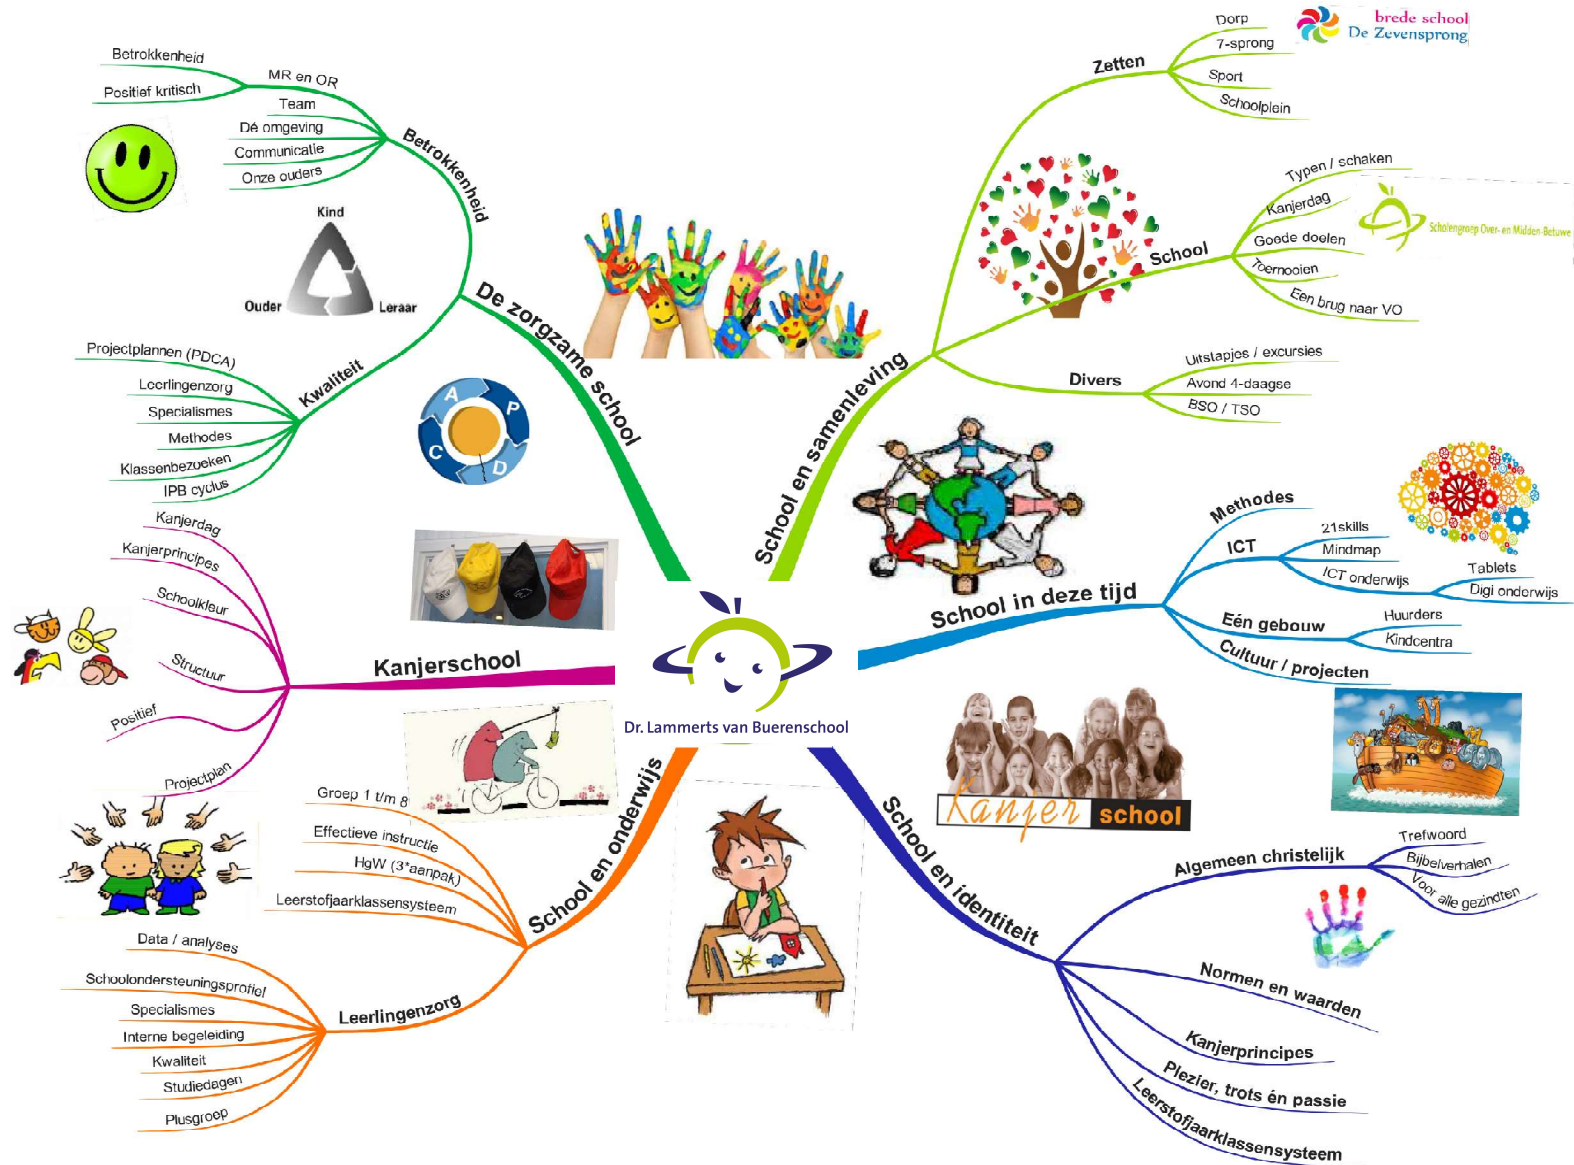 Dr. Lammerts van Buerenschool
De zorgzame school
Betrokkenheid
MR en OR
Betrokkenheid
Positief kritisch
Team
Dé omgeving
Communicatie
Onze ouders
Kind
Ouder
Leraar
Kwaliteit
Projectplannen (PDCA)
Leerlingenzorg
Specialismes
Methodes
Klassenbezoeken
IPB cyclus
A
P
C
D
Kanjerschool
Kanjerdag
Kanjerprincipes
Schoolkleur
Structuur
Positief
Projectplan
School en onderwijs
Groep 1 t/m 8
Effectieve instructie
HgW (3*aanpak)
Leerstofjaarklassensysteem
Leerlingenzorg
Data / analyses
Schoolondersteuningsprofiel
Specialismes
Interne begeleiding
Kwaliteit
Studiedagen
Plusgroep
School en samenleving
Zetten
Dorp
7-sprong
Sport
Schoolplein
brede school
De Zevensprong
School
Typen / schaken
Kanjerdag
Goede doelen
Toernooien
Een brug naar VO
Scholengroep Over- en Midden-Betuwe
Divers
Uitstapjes / excursies
Avond 4-daagse
BSO / TSO
School in deze tijd
Methodes
ICT
21skills
Mindmap
ICT onderwijs
Tablets
Digi onderwijs
Eén gebouw
Huurders
Kindcentra
Cultuur / projecten
Kanjer school
School en identiteit
Algemeen christelijk
Trefwoord
Bijbelverhalen
Voor alle gezindten
Normen en waarden
Kanjerprincipes
Plezier, trots én passie
Leerstofjaarklassensysteem